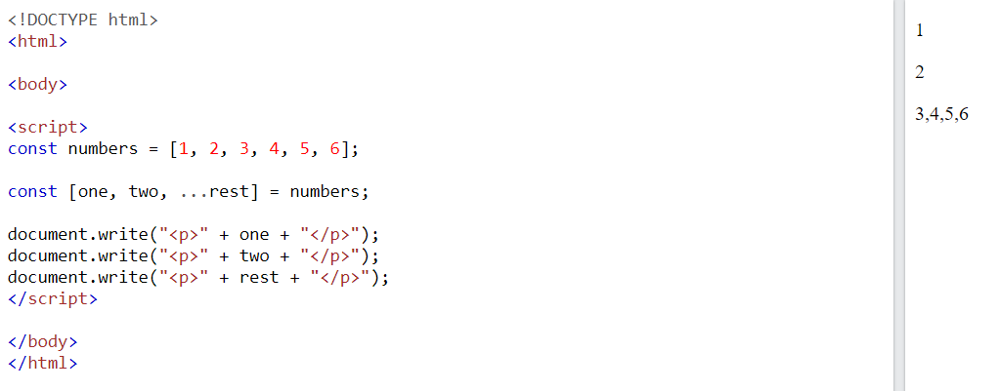 <!DOCTYPE html>
<html>
<body>
<script>
const numbers = [1, 2, 3, 4, 5, 6];
const [one, two, ...rest] = numbers;
document.write("<p>" + one + "</p>");
document.write("<p>" + two + "</p>");
document.write("<p>" + rest + "</p>");
</script>
</body>
</html>
1
2
3,4,5,6